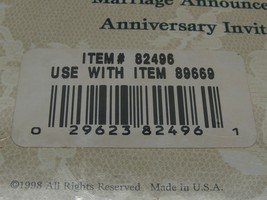 Marriage Announce
Anniversary Invit
ITEM# 82496
USE WITH ITEM 89669
0 29623 82496 1
©1998 All Rights Reserved Made in U.S.A.